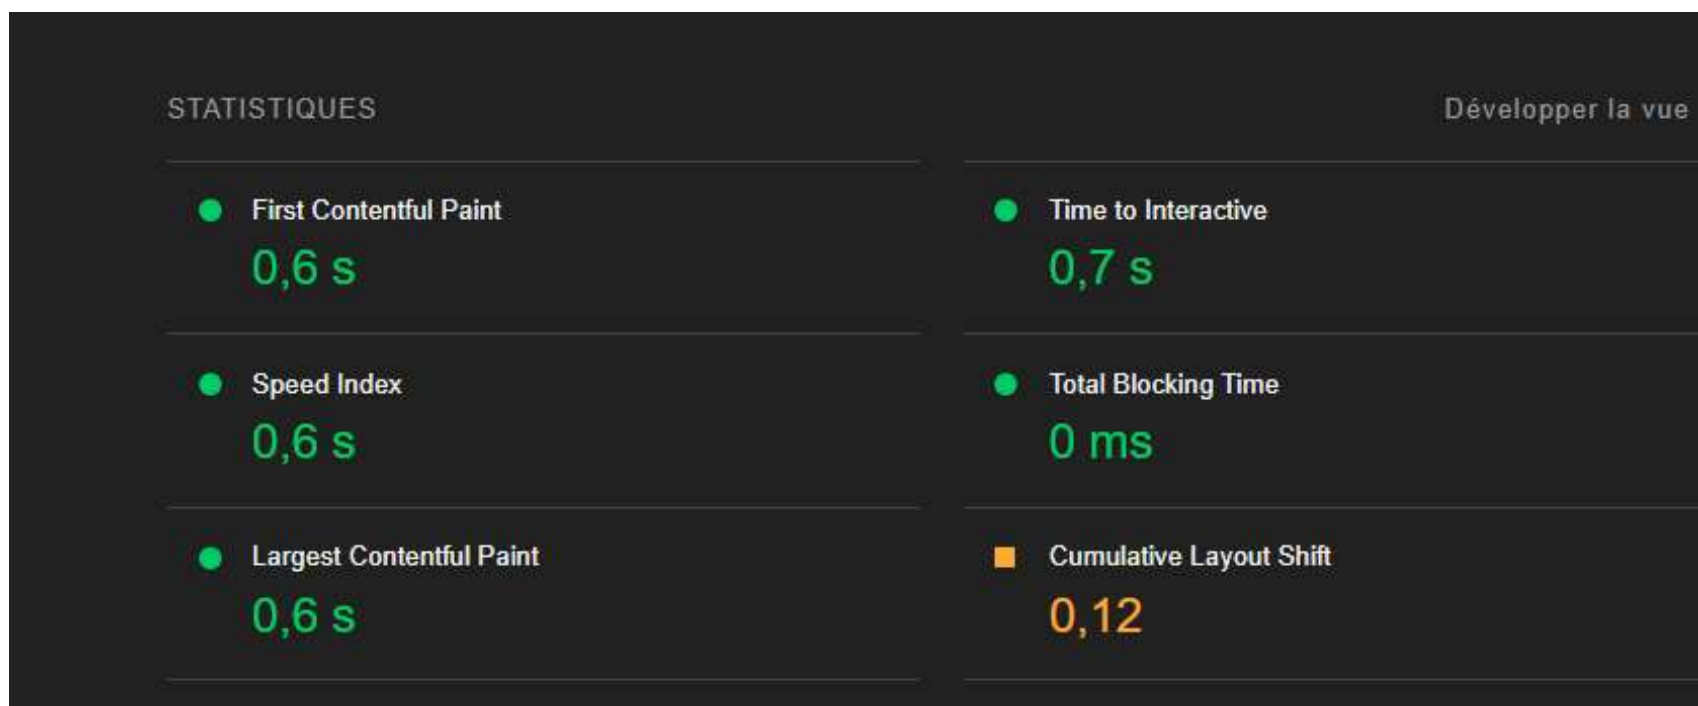 STATISTIQUES
Développer la vue
First Contentful Paint
0,6 s
Time to Interactive
0,7 s
Speed Index
0,6 s
Total Blocking Time
0 ms
Largest Contentful Paint
0,6 s
Cumulative Layout Shift
0,12